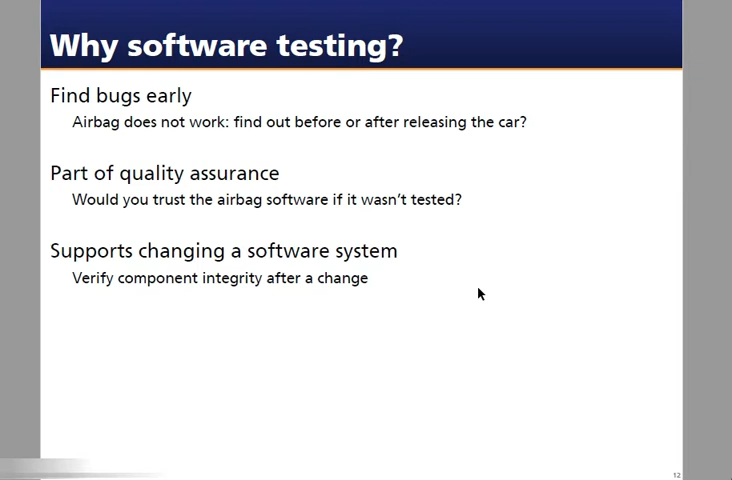 Why software testing?
Find bugs early
Airbag does not work: find out before or after releasing the car?
Part of quality assurance
Would you trust the airbag software if it wasn't tested?
Supports changing a software system
Verify component integrity after a change
12